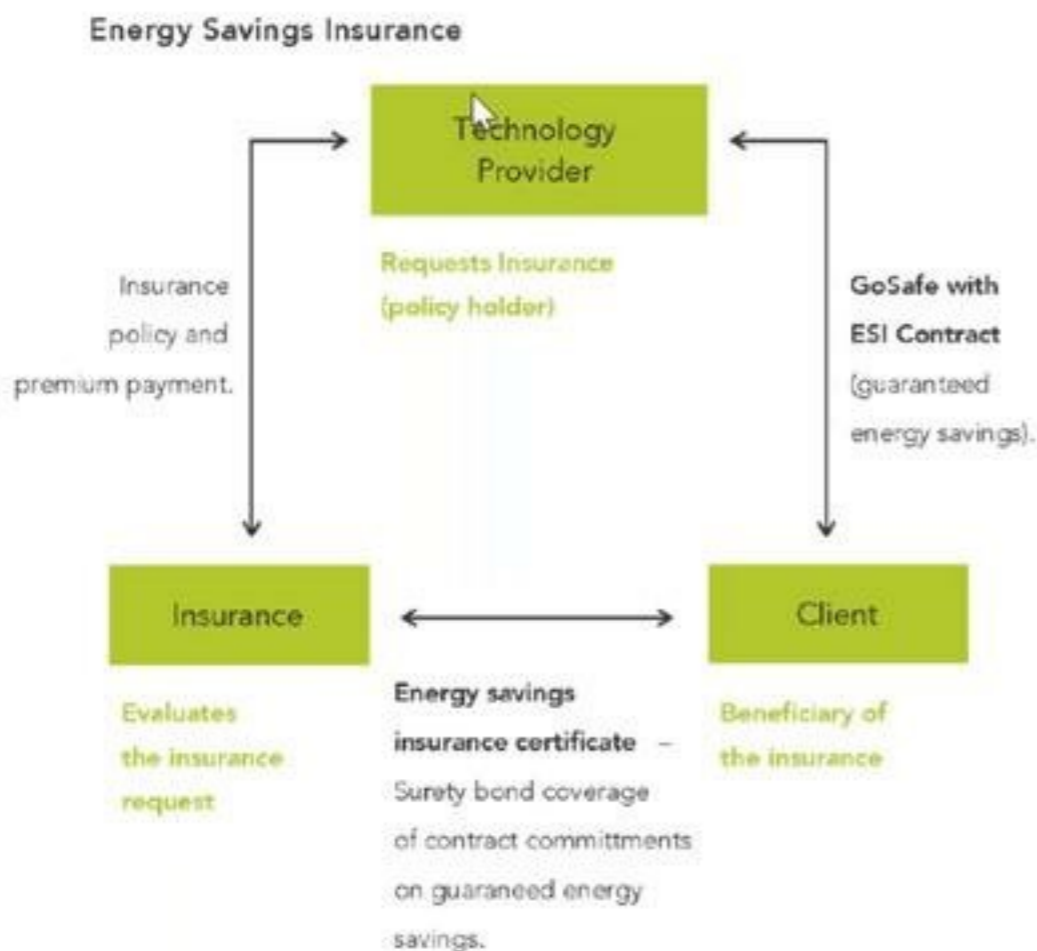 Energy Savings Insurance
Technology
Provider
Requests Insurance
(policy holder)
Insurance
policy and
premium payment.
GoSafe with
ESI Contract
(guaranteed
energy savings).
Insurance
Client
Evaluates
the insurance
request
Energy savings
insurance certificate –
Surety bond coverage
of contract committments
on guaraneed energy
savings.
Beneficiary of
the insurance